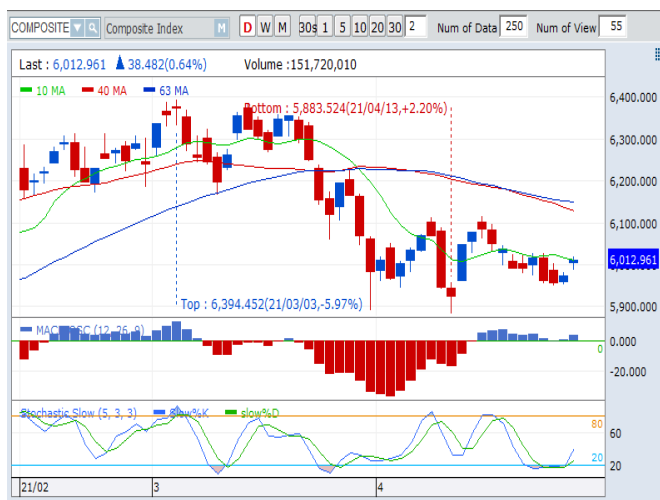 COMPOSITE Composite Index M D W M 30s 1 5 10 20 30 2 Num of Data 250 Num of View 55
Last : 6,012.961 ▲ 38.482(0.64%) Volume :151,720,010
10 MA 40 MA 63 MA
Bottom : 5,883.524(21/04/13,+2.20%)
6,400.000
6,300.000
6,200.000
6,100.000
6,012.961
5,900.000
Top : 6,394.452(21/03/03,-5.97%)
MACD OSC (12, 26, 9)
0.000
0
-20.000
Stochastic Slow (5, 3, 3) Slow%K slow%D
80
60
20
20
21/02 3 4